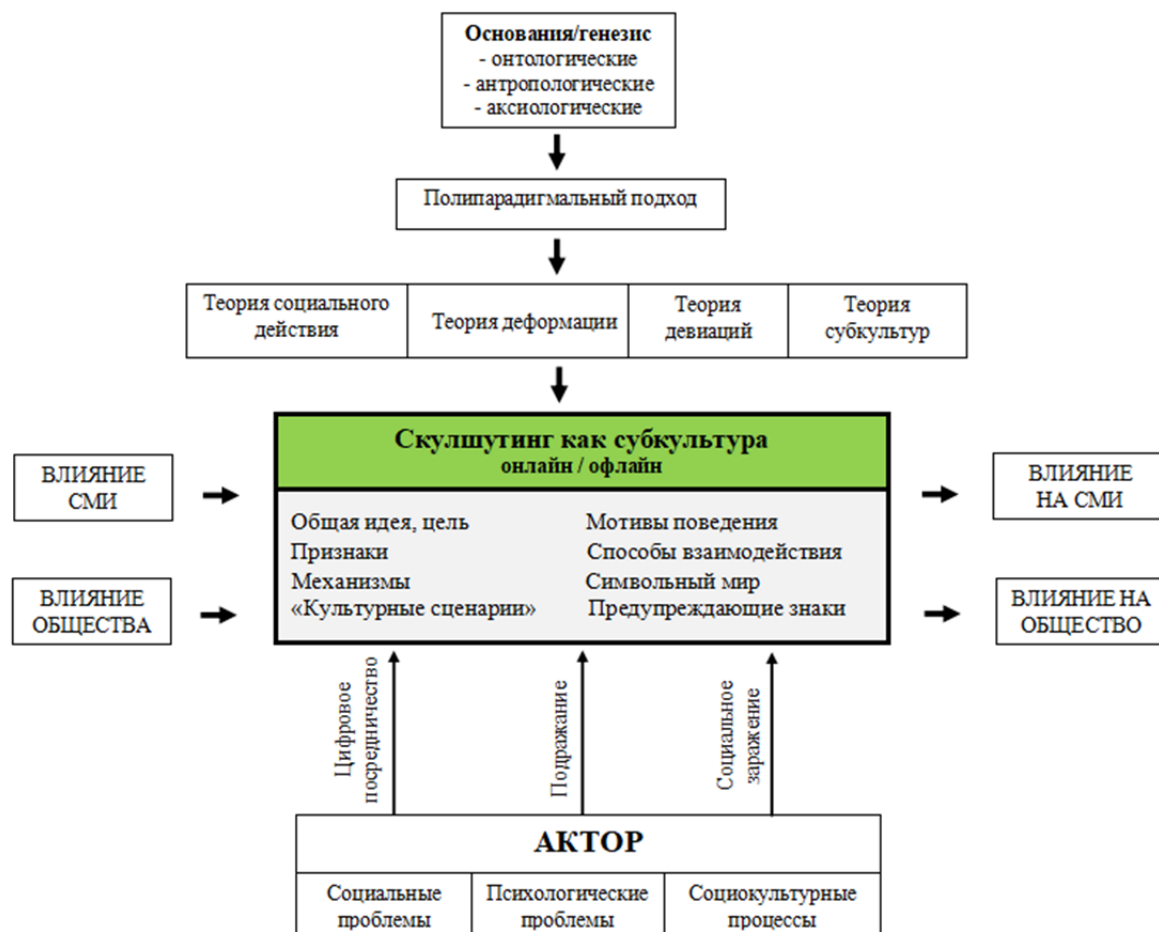 Основания/генезис
- онтологические
- антропологические
- аксиологические
Полипарадигмальный подход
Теория социального
действия
Теория деформации
Теория
девиаций
Теория
субкультур
Скулшутинг как субкультура
онлайн / офлайн
ВЛИЯНИЕ
СМИ
ВЛИЯНИЕ
НА СМИ
Общая идея, цель
Мотивы поведения
Признаки
Способы взаимодействия
Механизмы
Символьный мир
«Культурные сценарии»
Предупреждающие знаки
ВЛИЯНИЕ
ОБЩЕСТВА
ВЛИЯНИЕ НА
ОБЩЕСТВО
Цифровое
посредничество
Подражание
Социальное
заражение
АКТОР
Социальные
проблемы
Психологические
проблемы
Социокультурные
процессы